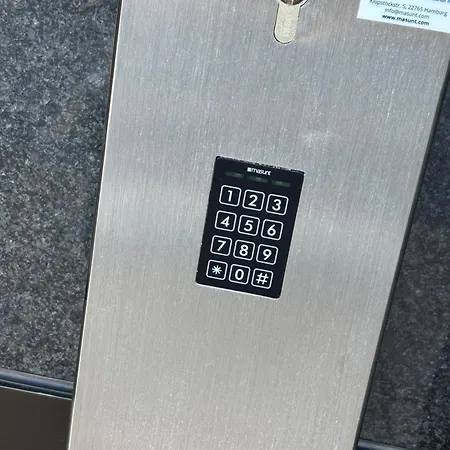 Klopstockstr. 5, 22765 Hamburg
info@masunt.com
www.masunt.com
masunt
1 2 3
4 5 6
7 8 9
* 0 #